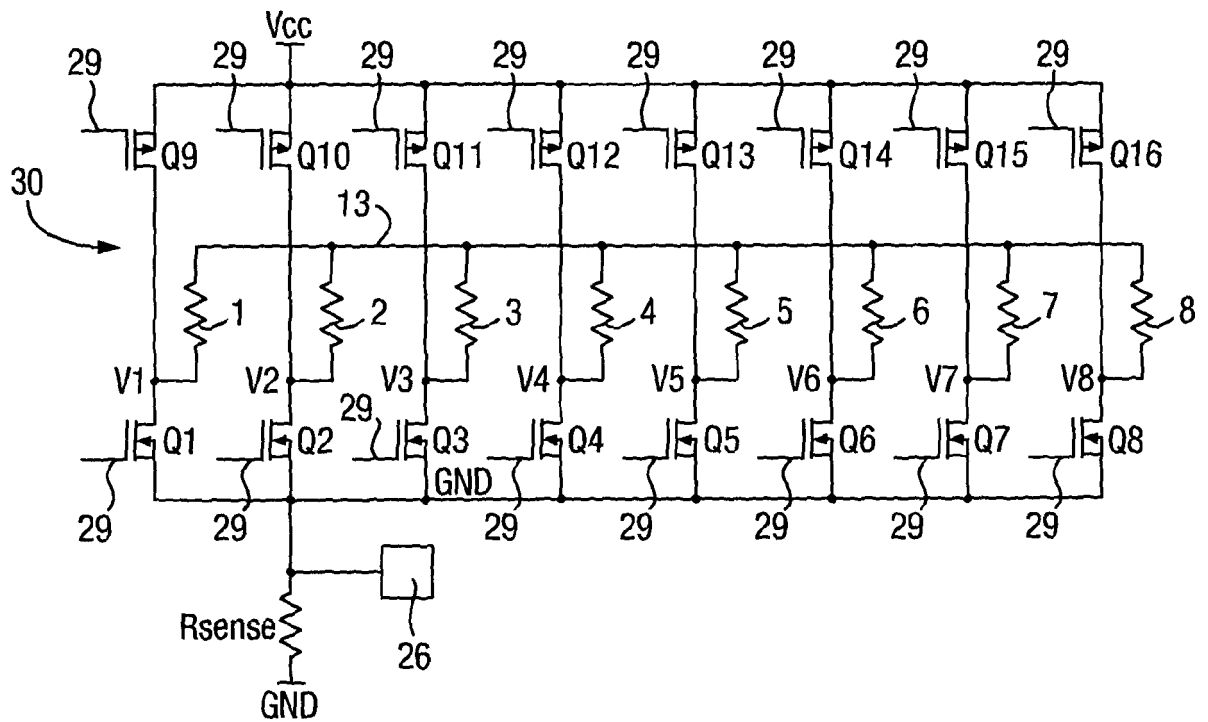 Vcc
29 29 29 29 29 29 29 29
Q9 Q10 Q11 Q12 Q13 Q14 Q15 Q16
30
13
1 2 3 4 5 6 7 8
V1 V2 V3 V4 V5 V6 V7 V8
29
Q1 Q2 Q3 Q4 Q5 Q6 Q7 Q8
GND
29 29 29 29 29 29 29
Rsense
26
GND